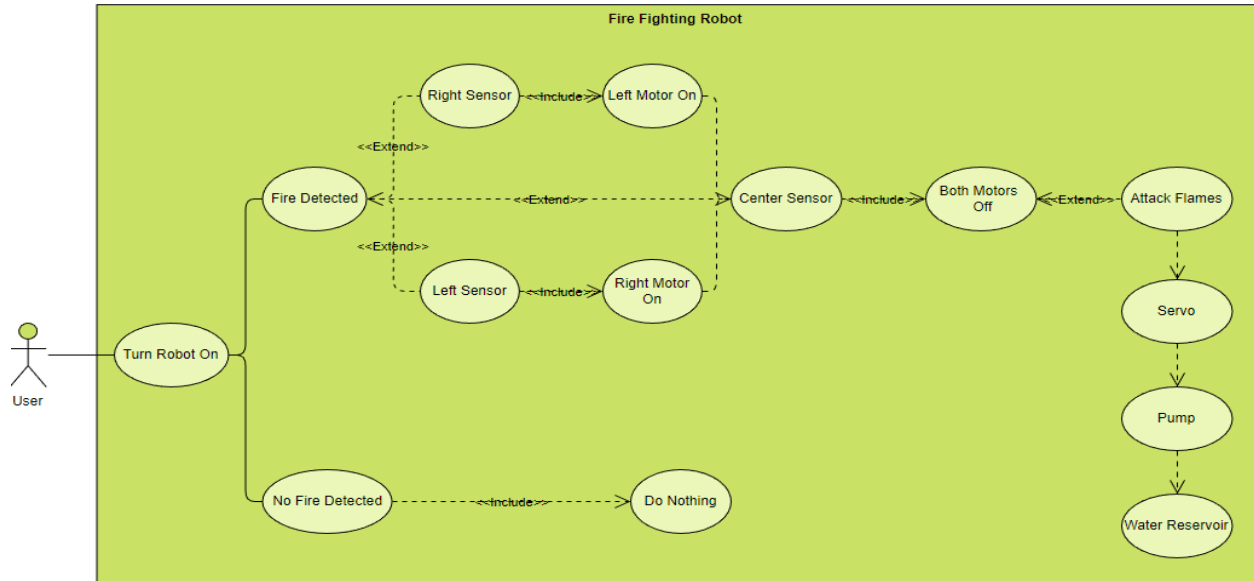 Fire Fighting Robot
Right Sensor
<<Include>>
Left Motor On
<<Extend>>
Fire Detected
<<Extend>>
Center Sensor
<<Include>>
Both Motors
Off
<<Extend>>
Attack Flames
<<Extend>>
Left Sensor
<<Include>>
Right Motor
On
Servo
Turn Robot On
User
Pump
No Fire Detected
<<Include>>
Do Nothing
Water Reservoir